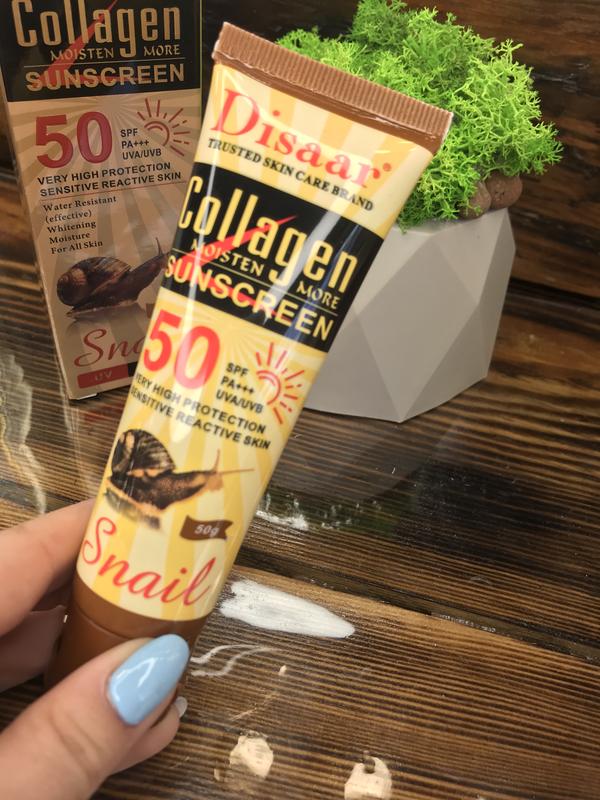 Collagen
MOISTEN MORE
SUNSCREEN
50 SPF
PA+++
UVA/UVB
VERY HIGH PROTECTION
SENSITIVE REACTIVE SKIN
Water Resistant
(effective)
Whitening
Moisture
For All Skin
UV
Disaar®
TRUSTED SKIN CARE BRAND
Collagen
MOISTEN MORE
SUNSCREEN
50 SPF
PA+++
UVA/UVB
VERY HIGH PROTECTION
SENSITIVE REACTIVE SKIN
50g
Snail